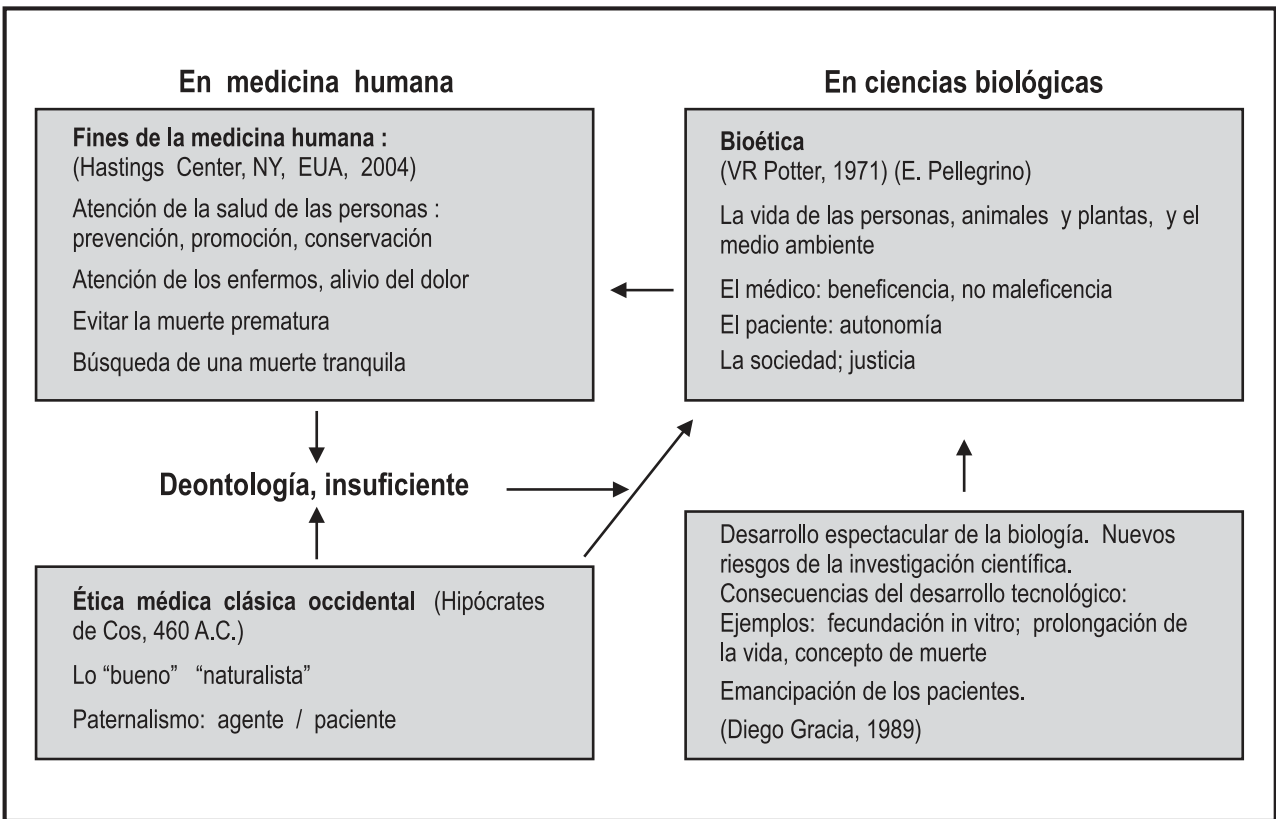 En medicina humana
Fines de la medicina humana :
(Hastings Center, NY, EUA, 2004)
Atención de la salud de las personas :
prevención, promoción, conservación
Atención de los enfermos, alivio del dolor
Evitar la muerte prematura
Búsqueda de una muerte tranquila
En ciencias biológicas
Bioética
(VR Potter, 1971) (E. Pellegrino)
La vida de las personas, animales y plantas, y el
medio ambiente
El médico: beneficencia, no maleficencia
El paciente: autonomía
La sociedad; justicia
Deontología, insuficiente
Ética médica clásica occidental (Hipócrates
de Cos, 460 A.C.)
Lo “bueno” “naturalista”
Paternalismo: agente / paciente
Desarrollo espectacular de la biología. Nuevos
riesgos de la investigación científica.
Consecuencias del desarrollo tecnológico:
Ejemplos: fecundación in vitro; prolongación de
la vida, concepto de muerte
Emancipación de los pacientes.
(Diego Gracia, 1989)